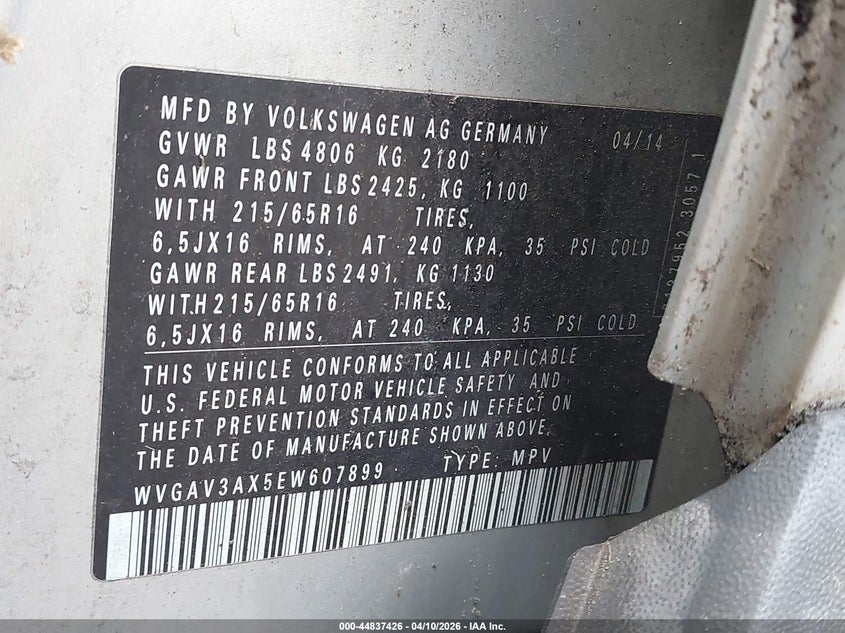 MFD BY VOLKSWAGEN AG GERMANY 04/14
GVWR LBS 4806 KG 2180
GAWR FRONT LBS 2425, KG 1100
WITH 215/65R16 TIRES,
6,5JX16 RIMS, AT 240 KPA, 35 PSI COLD
GAWR REAR LBS 2491, KG 1130
WITH 215/65R16 TIRES,
6,5JX16 RIMS, AT 240 KPA, 35 PSI COLD
THIS VEHICLE CONFORMS TO ALL APPLICABLE
U.S. FEDERAL MOTOR VEHICLE SAFETY AND
THEFT PREVENTION STANDARDS IN EFFECT ON
THE DATE OF MANUFACTURE SHOWN ABOVE.
WVGAV3AX5EW607899 TYPE: MPV
3057 1
000-44837426 - 04/10/2026 - IAA Inc.